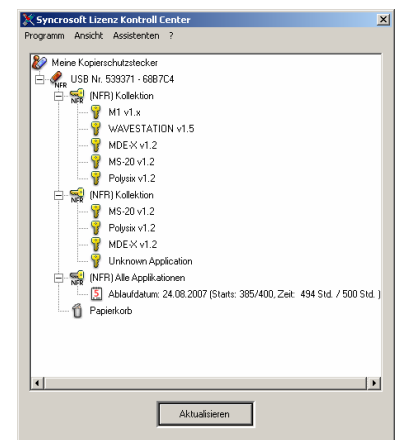 Syncrosoft Lizenz Kontroll Center
Programm Ansicht Assistenten ?
Meine Kopierschutzstecker
NFR USB Nr. 539371 - 68B7C4
NFR (NFR) Kollektion
M1 v1.x
WAVESTATION v1.5
MDE-X v1.2
MS-20 v1.2
Polysix v1.2
NFR (NFR) Kollektion
MS-20 v1.2
Polysix v1.2
MDE-X v1.2
Unknown Application
NFR (NFR) Alle Applikationen
5 Ablaufdatum: 24.08.2007 (Starts: 385/400, Zeit: 494 Std. / 500 Std. )
Papierkorb
Aktualisieren